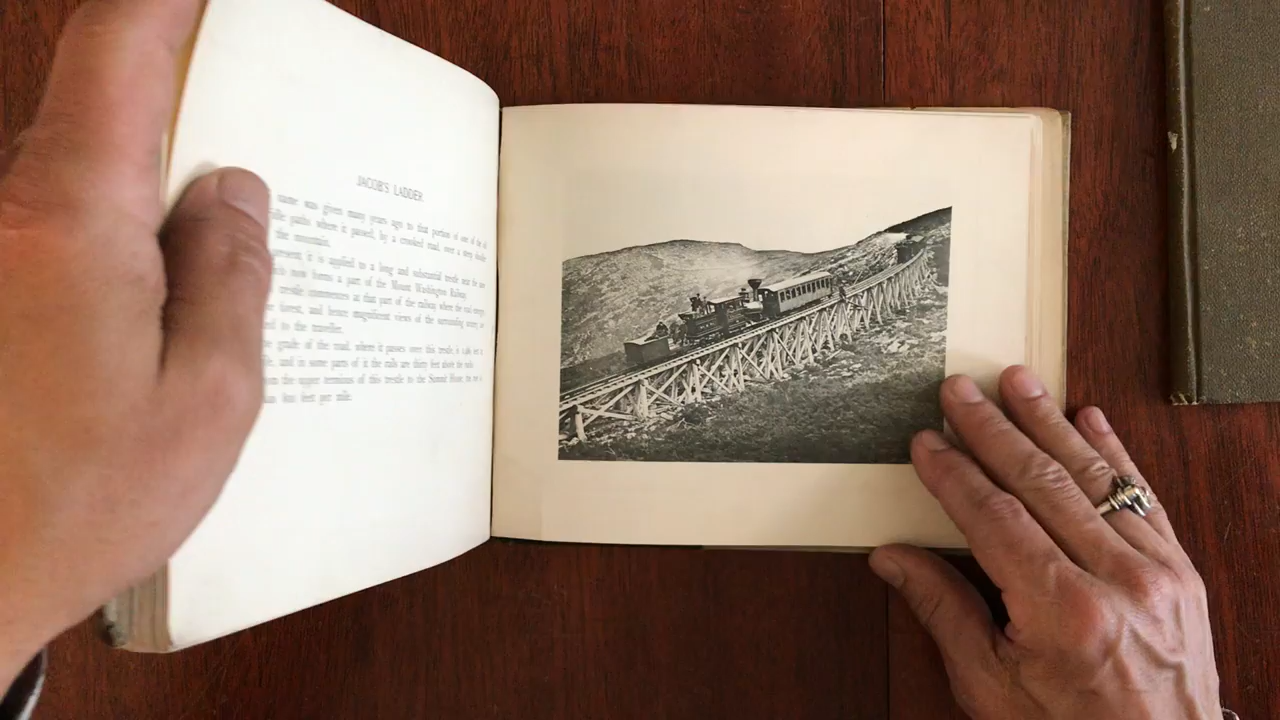 JACOB'S LADDER
name was given many years ago to that portion of one of the
paths where it passed, by a crooked road, over a steep
the mountain.
present it is applied to a long and substantial trestle near the
now forms a part of the Mount Washington Railway.
trestle commences at that part of the railway where the road
forest, and hence magnificent views of the surrounding
to the traveller.
grade of the road, where it passes over this trestle, is
and in some parts of it the rails are thirty feet above the
the upper terminus of this trestle to the Summit House, the
feet per mile.